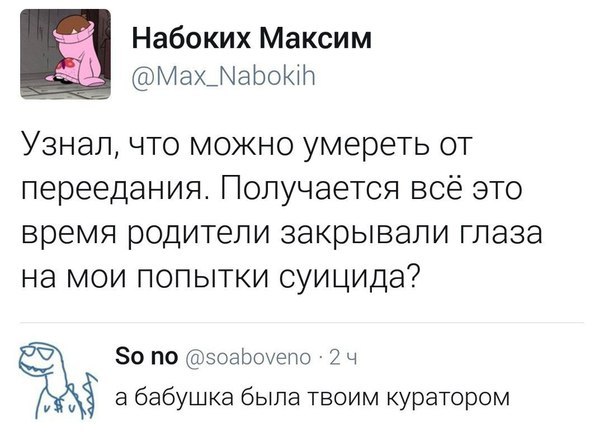 Набоких Максим
@Max_Nabokih
Узнал, что можно умереть от
переедания. Получается всё это
время родители закрывали глаза
на мои попытки суицида?
So no @soaboveno · 2 ч
а бабушка была твоим куратором